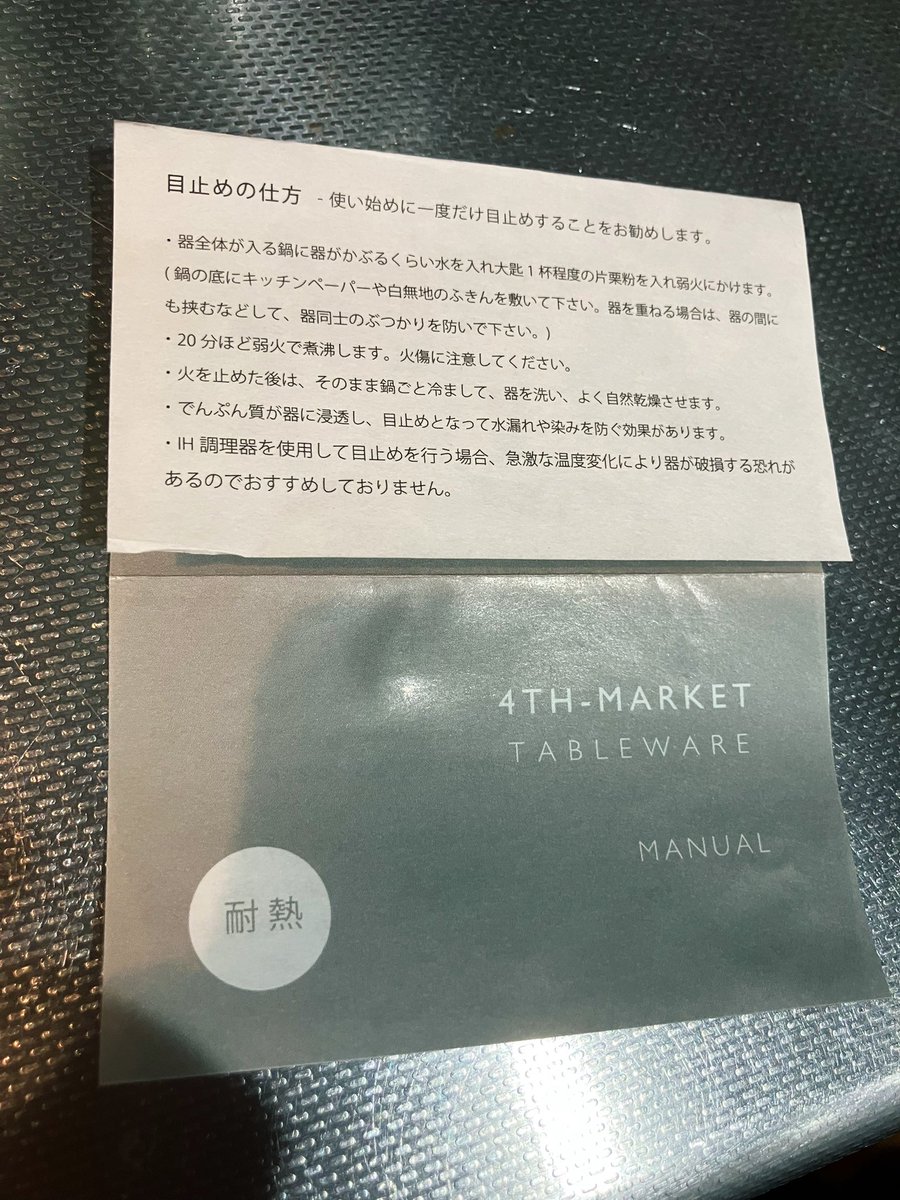 目止めの仕方 - 使い始めに一度だけ目止めすることをお勧めします。
・器全体が入る鍋に器がかぶるくらい水を入れ大匙1杯程度の片栗粉を入れ弱火にかけます。
(鍋の底にキッチンペーパーや白無地のふきんを敷いて下さい。器を重ねる場合は、器の間に
も挟むなどして、器同士のぶつかりを防いで下さい。)
・20分ほど弱火で煮沸します。火傷に注意してください。
・火を止めた後は、そのまま鍋ごと冷まして、器を洗い、よく自然乾燥させます。
・でんぷん質が器に浸透し、目止めとなって水漏れや染みを防ぐ効果があります。
・IH 調理器を使用して目止めを行う場合、急激な温度変化により器が破損する恐れが
あるのでおすすめしておりません。
4TH-MARKET
TABLEWARE
MANUAL
耐熱